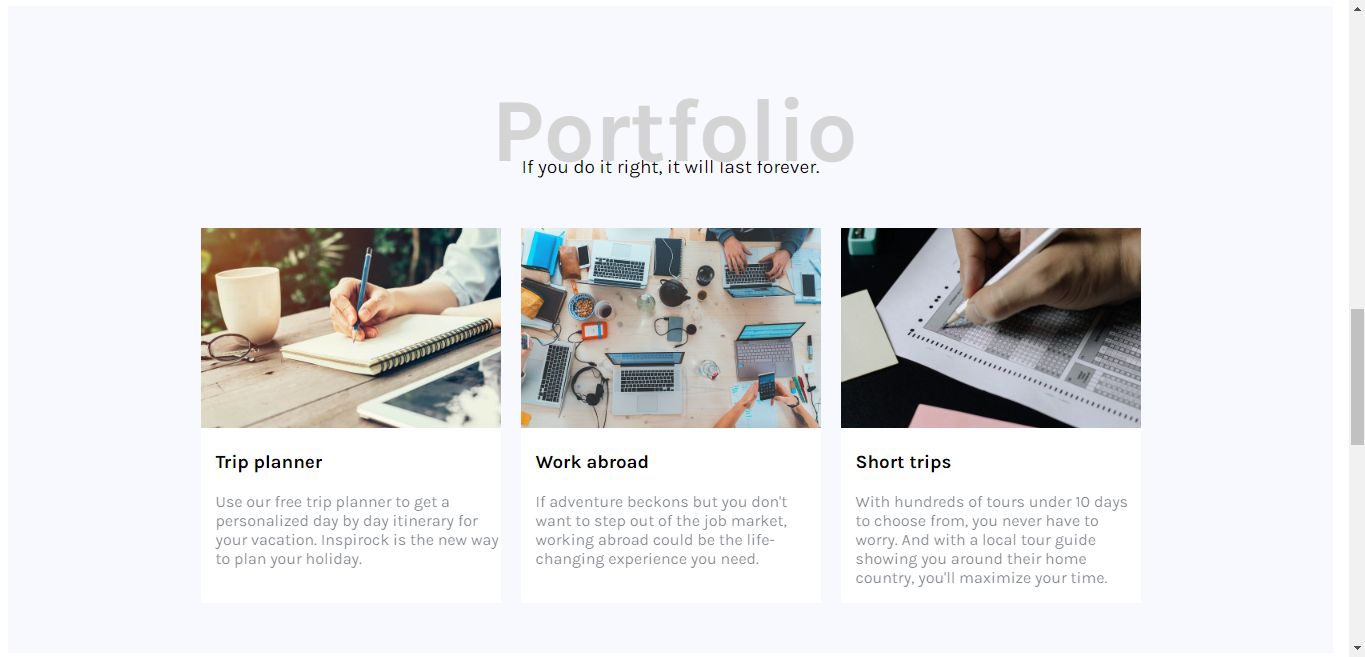 Portfolio
If you do it right, it will last forever.
Trip planner
Use our free trip planner to get a
personalized day by day itinerary for
your vacation. Inspirock is the new way
to plan your holiday.
Work abroad
If adventure beckons but you don't
want to step out of the job market,
working abroad could be the life-
changing experience you need.
Short trips
With hundreds of tours under 10 days
to choose from, you never have to
worry. And with a local tour guide
showing you around their home
country, you'll maximize your time.